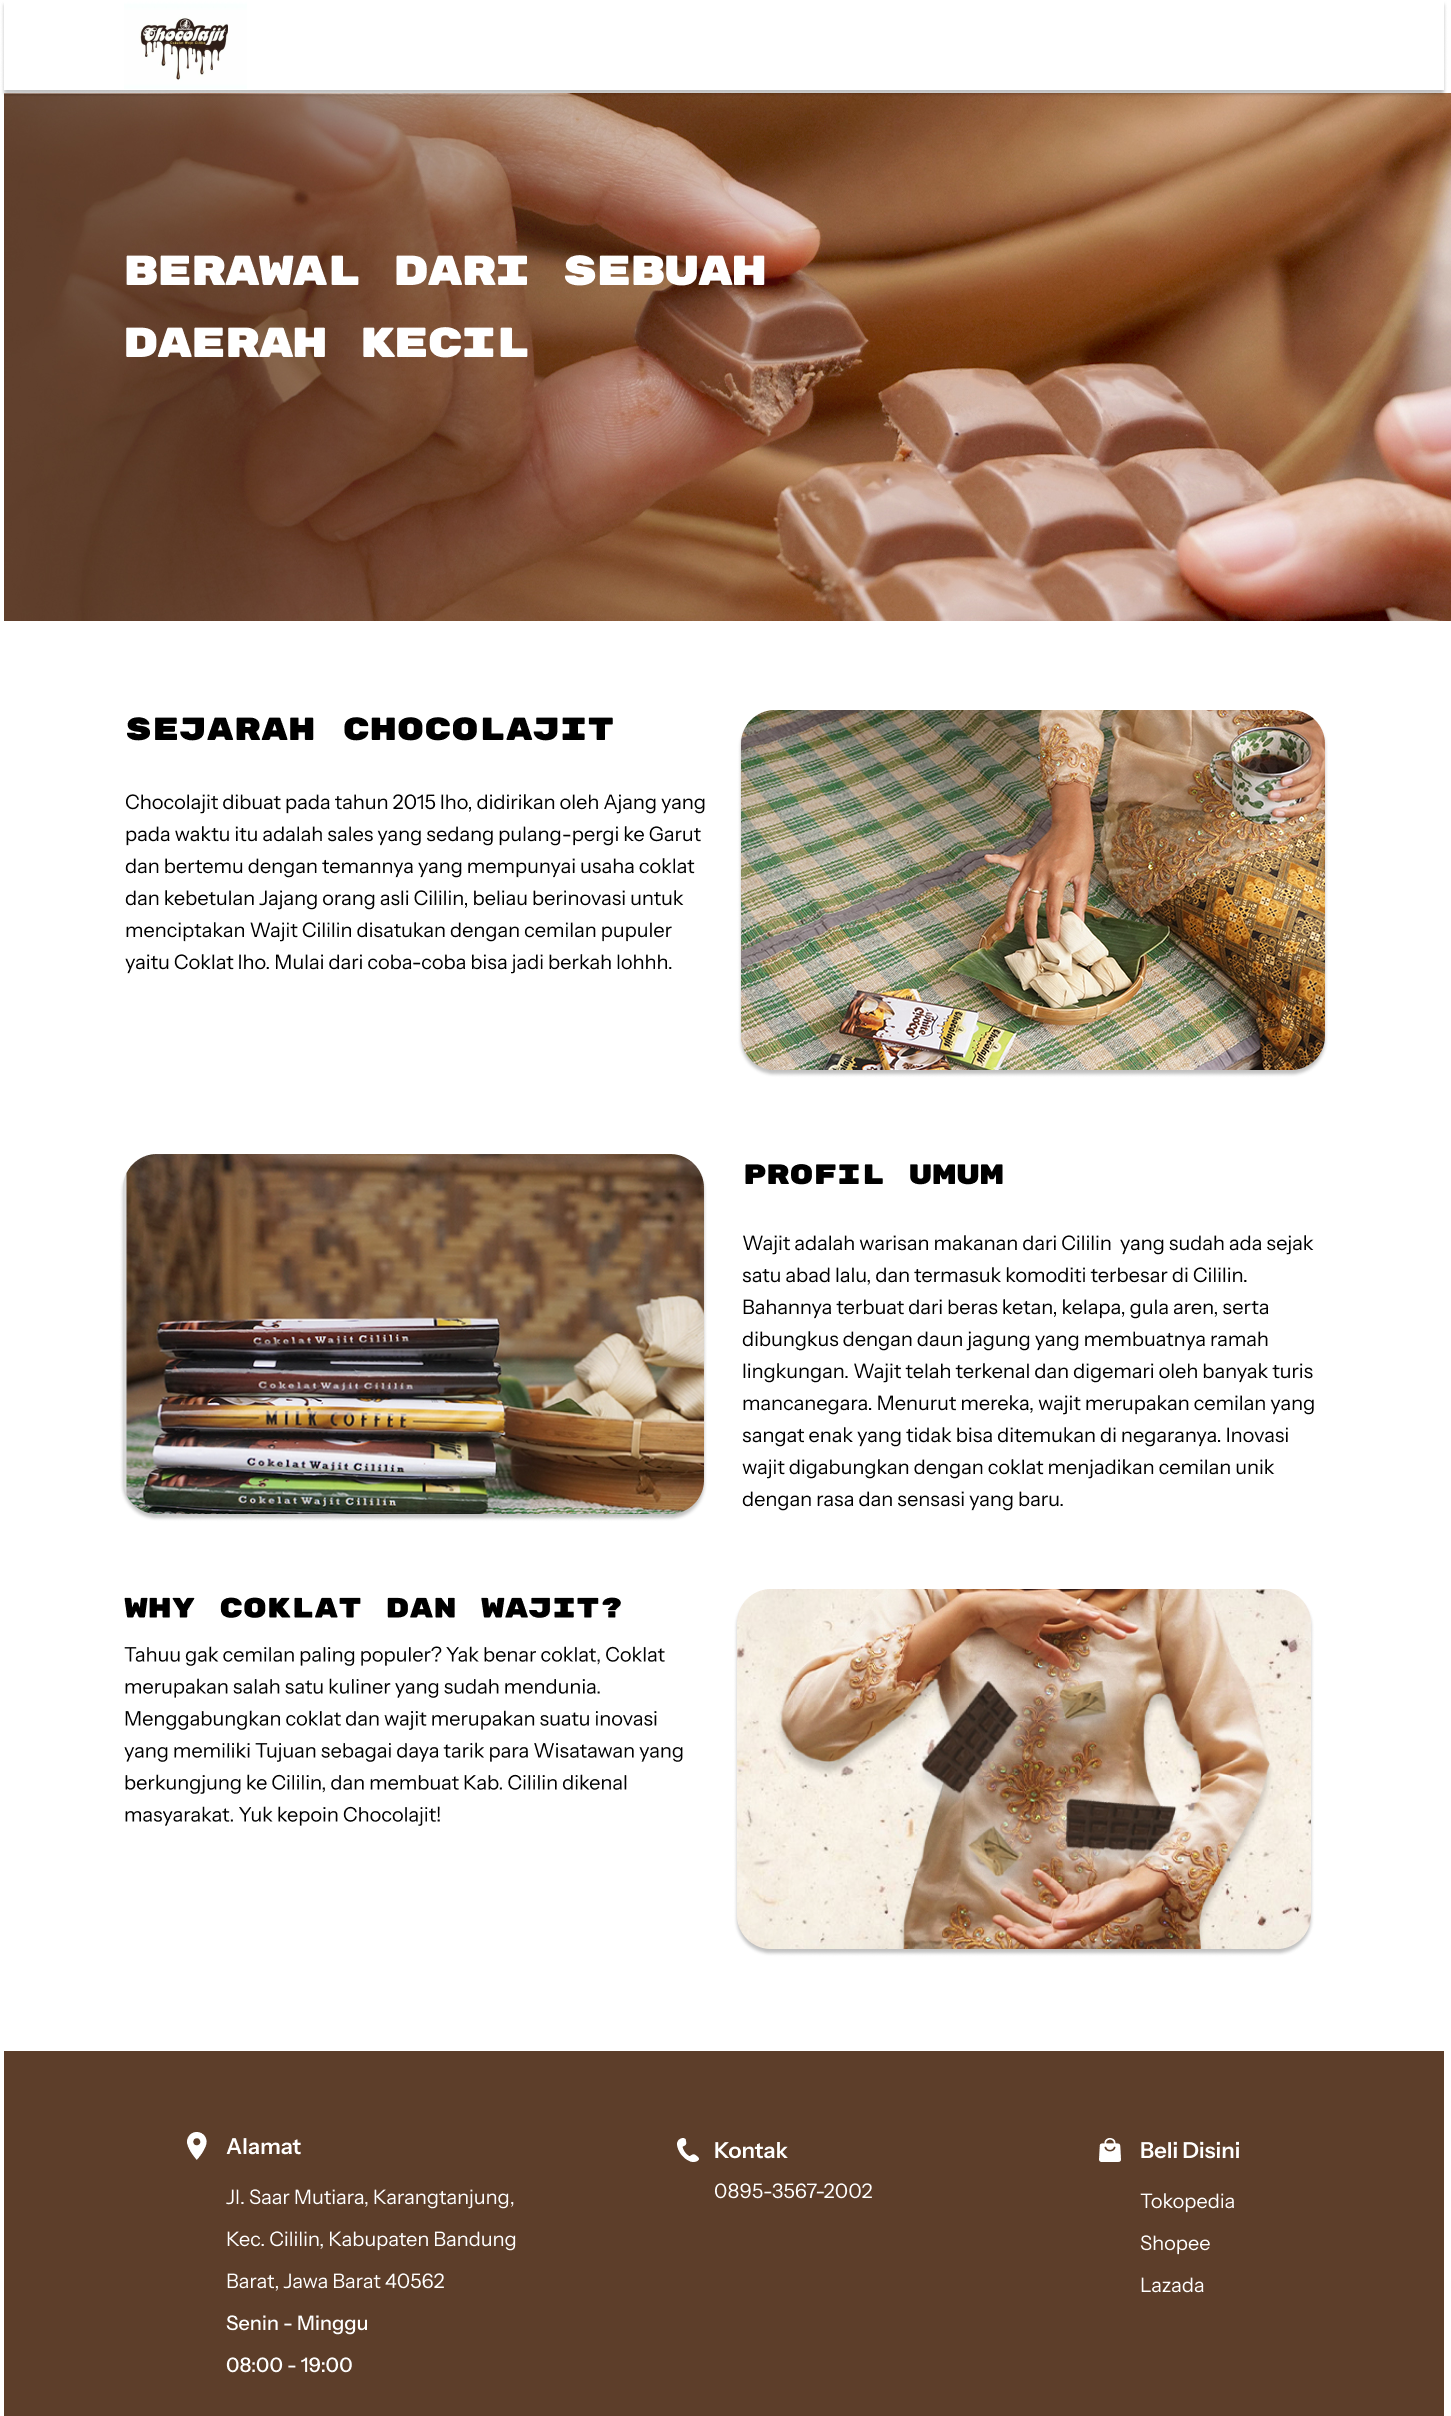 Chocolajit
BERAWAL DARI SEBUAH
DAERAH KECIL
SEJARAH CHOCOLAJIT
Chocolajit dibuat pada tahun 2015 lho, didirikan oleh Ajang yang
pada waktu itu adalah sales yang sedang pulang-pergi ke Garut
dan bertemu dengan temannya yang mempunyai usaha coklat
dan kebetulan Jajang orang asli Cililin, beliau berinovasi untuk
menciptakan Wajit Cililin disatukan dengan cemilan pupuler
yaitu Coklat lho. Mulai dari coba-coba bisa jadi berkah lohhh.
White
choco
Chocolajit
Chocolajit
Cokelat Wajit Cililin
Cokelat Wajit Cililin
MILK COFFEE
Cokelat Wajit Cililin
Cokelat Wajit Cililin
PROFIL UMUM
Wajit adalah warisan makanan dari Cililin  yang sudah ada sejak
satu abad lalu, dan termasuk komoditi terbesar di Cililin.
Bahannya terbuat dari beras ketan, kelapa, gula aren, serta
dibungkus dengan daun jagung yang membuatnya ramah
lingkungan. Wajit telah terkenal dan digemari oleh banyak turis
mancanegara. Menurut mereka, wajit merupakan cemilan yang
sangat enak yang tidak bisa ditemukan di negaranya. Inovasi
wajit digabungkan dengan coklat menjadikan cemilan unik
dengan rasa dan sensasi yang baru.
WHY COKLAT DAN WAJIT?
Tahuu gak cemilan paling populer? Yak benar coklat, Coklat
merupakan salah satu kuliner yang sudah mendunia.
Menggabungkan coklat dan wajit merupakan suatu inovasi
yang memiliki Tujuan sebagai daya tarik para Wisatawan yang
berkungjung ke Cililin, dan membuat Kab. Cililin dikenal
masyarakat. Yuk kepoin Chocolajit!
Alamat
Jl. Saar Mutiara, Karangtanjung,
Kec. Cililin, Kabupaten Bandung
Barat, Jawa Barat 40562
Senin - Minggu
08:00 - 19:00
Kontak
0895-3567-2002
Beli Disini
Tokopedia
Shopee
Lazada